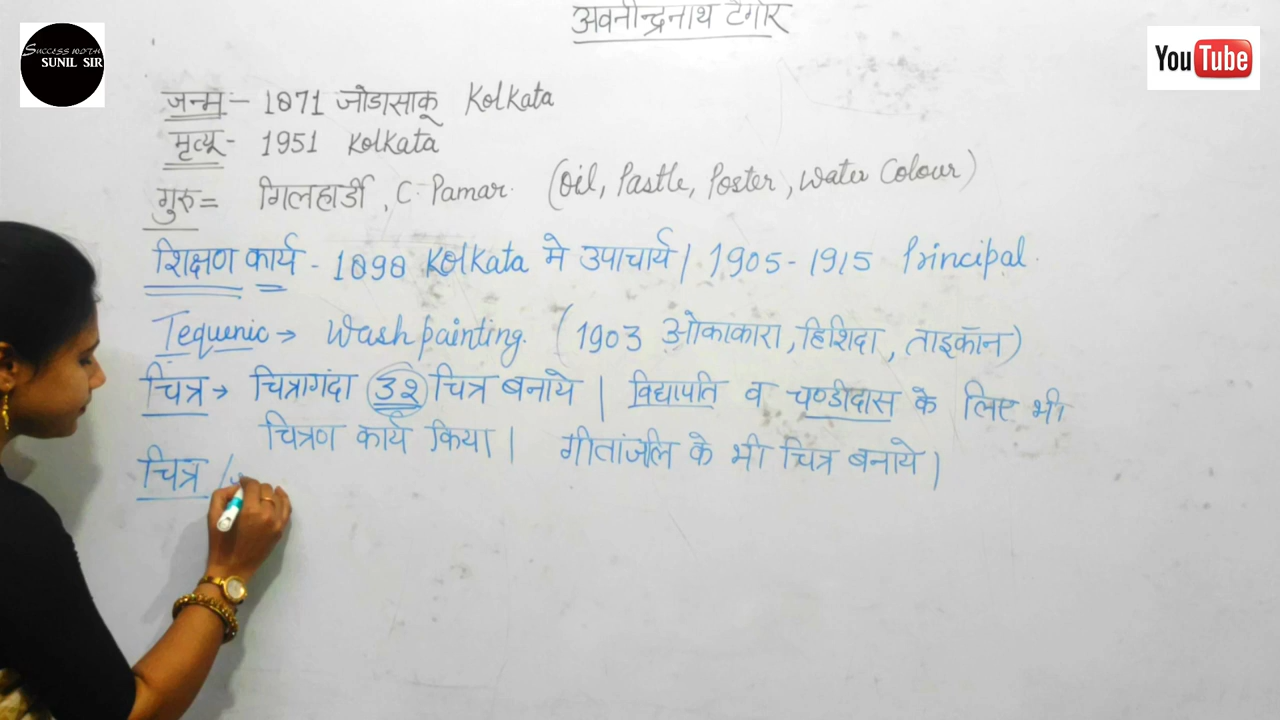 अवनीन्द्रनाथ टैगोर
SUCCESS WITH
SUNIL SIR
YouTube
जन्म - 1871 जोडासाकू Kolkata
मृत्यू - 1951 Kolkata
गुरु = गिलहार्डी, C. Pamar. (Oil, Pastle, Poster, Water Colour)
शिक्षण कार्य - 1898 Kolkata मे उपाचार्य | 1905-1915 Principal.
Tequenic → Wash painting. (1903 ओकाकारा, हिशिदा, ताइकॉन)
चित्र → चित्रागंदा 32 चित्र बनाये | विद्यापति व चण्डीदास के लिए भी
चित्रण कार्य किया | गीतांजलि के भी चित्र बनाये |
चित्र /